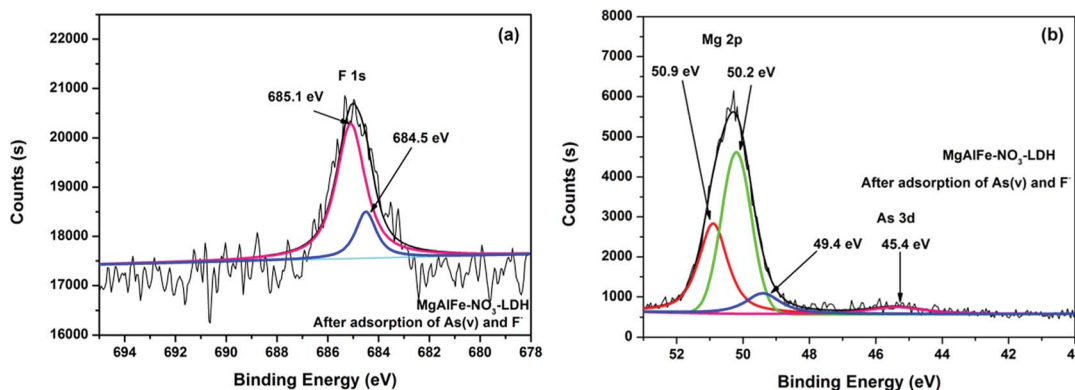 (a)
F 1s
685.1 eV
684.5 eV
MgAlFe-NO₃-LDH
After adsorption of As(v) and F⁻
22000
21000
20000
19000
18000
17000
16000
Counts (s)
694 692 690 688 686 684 682 680 678
Binding Energy (eV)
(b)
Mg 2p
50.9 eV
50.2 eV
MgAlFe-NO₃-LDH
After adsorption of As(v) and F⁻
As 3d
49.4 eV
45.4 eV
8000
7000
6000
5000
4000
3000
2000
1000
0
Counts (s)
52 50 48 46 44 42
Binding Energy (eV)